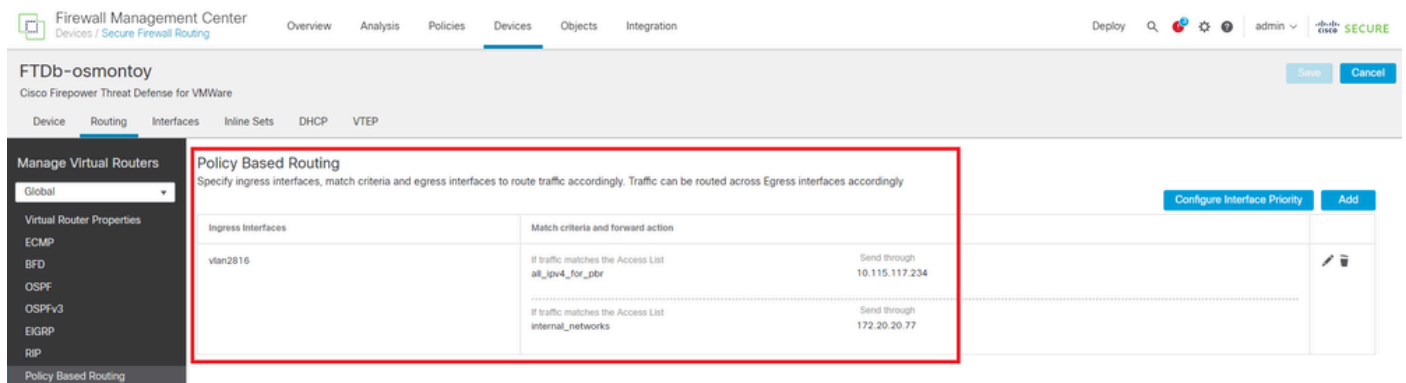 Firewall Management Center
Devices / Secure Firewall Routing
Overview Analysis Policies Devices Objects Integration Deploy admin cisco SECURE
FTDb-osmontoy
Save Cancel
Cisco Firepower Threat Defense for VMWare
Device Routing Interfaces Inline Sets DHCP VTEP
Manage Virtual Routers
Global
Virtual Router Properties
ECMP
BFD
OSPF
OSPFv3
EIGRP
RIP
Policy Based Routing
Policy Based Routing
Specify ingress interfaces, match criteria and egress interfaces to route traffic accordingly. Traffic can be routed across Egress interfaces accordingly
Configure Interface Priority Add
Ingress Interfaces Match criteria and forward action
vlan2816
If traffic matches the Access List Send through
all_ipv4_for_pbr 10.115.117.234
If traffic matches the Access List Send through
internal_networks 172.20.20.77